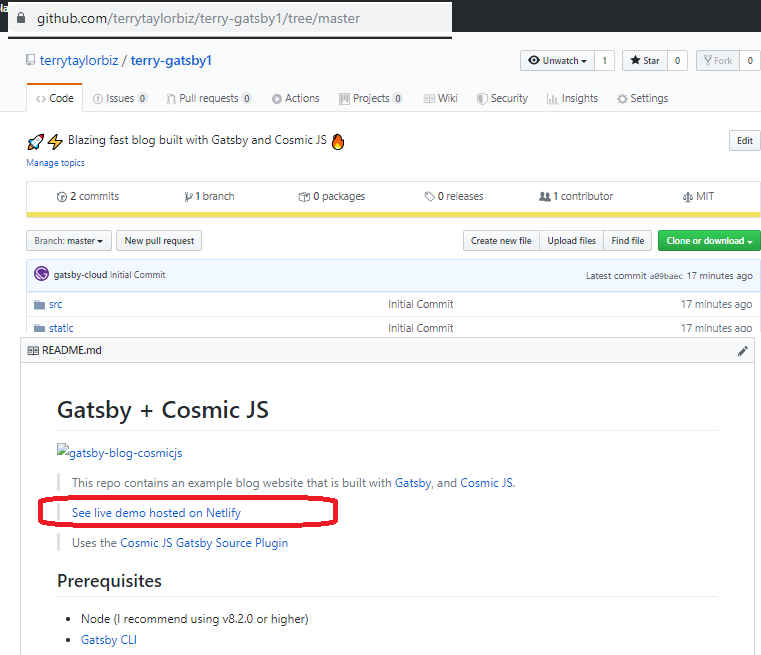 github.com/terrytaylorbiz/terry-gatsby1/tree/master
terrytaylorbiz / terry-gatsby1
Unwatch 1 Star 0 Fork 0
Code Issues 0 Pull requests 0 Actions Projects 0 Wiki Security Insights Settings
Blazing fast blog built with Gatsby and Cosmic JS
Edit
Manage topics
2 commits 1 branch 0 packages 0 releases 1 contributor MIT
Branch: master New pull request Create new file Upload files Find file Clone or download
gatsby-cloud Initial Commit Latest commit a09baec 17 minutes ago
src Initial Commit 17 minutes ago
static Initial Commit 17 minutes ago
README.md
Gatsby + Cosmic JS
gatsby-blog-cosmicjs
This repo contains an example blog website that is built with Gatsby, and Cosmic JS.
See live demo hosted on Netlify
Uses the Cosmic JS Gatsby Source Plugin
Prerequisites
• Node (I recommend using v8.2.0 or higher)
• Gatsby CLI